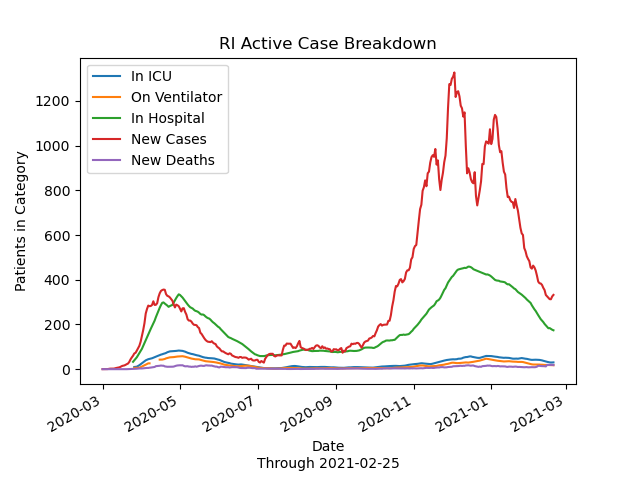 RI Active Case Breakdown
In ICU
On Ventilator
In Hospital
New Cases
New Deaths
Patients in Category
1200
1000
800
600
400
200
0
2020-03
2020-05
2020-07
2020-09
2020-11
2021-01
2021-03
Date
Through 2021-02-25